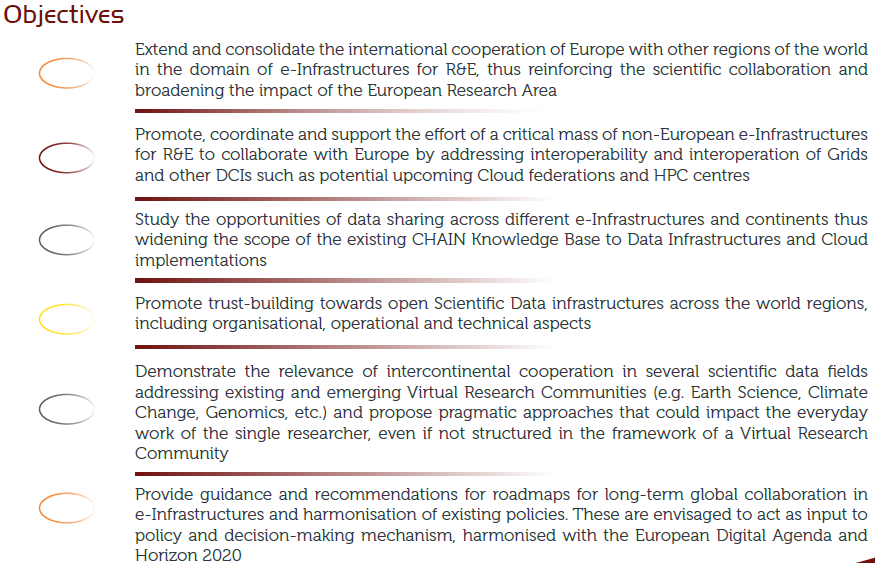 Objectives
Extend and consolidate the international cooperation of Europe with other regions of the world
in the domain of e-Infrastructures for R&E, thus reinforcing the scientific collaboration and
broadening the impact of the European Research Area
Promote, coordinate and support the effort of a critical mass of non-European e-Infrastructures
for R&E to collaborate with Europe by addressing interoperability and interoperation of Grids
and other DCIs such as potential upcoming Cloud federations and HPC centres
Study the opportunities of data sharing across different e-Infrastructures and continents thus
widening the scope of the existing CHAIN Knowledge Base to Data Infrastructures and Cloud
implementations
Promote trust-building towards open Scientific Data infrastructures across the world regions,
including organisational, operational and technical aspects
Demonstrate the relevance of intercontinental cooperation in several scientific data fields
addressing existing and emerging Virtual Research Communities (e.g. Earth Science, Climate
Change, Genomics, etc.) and propose pragmatic approaches that could impact the everyday
work of the single researcher, even if not structured in the framework of a Virtual Research
Community
Provide guidance and recommendations for roadmaps for long-term global collaboration in
e-Infrastructures and harmonisation of existing policies. These are envisaged to act as input to
policy and decision-making mechanism, harmonised with the European Digital Agenda and
Horizon 2020